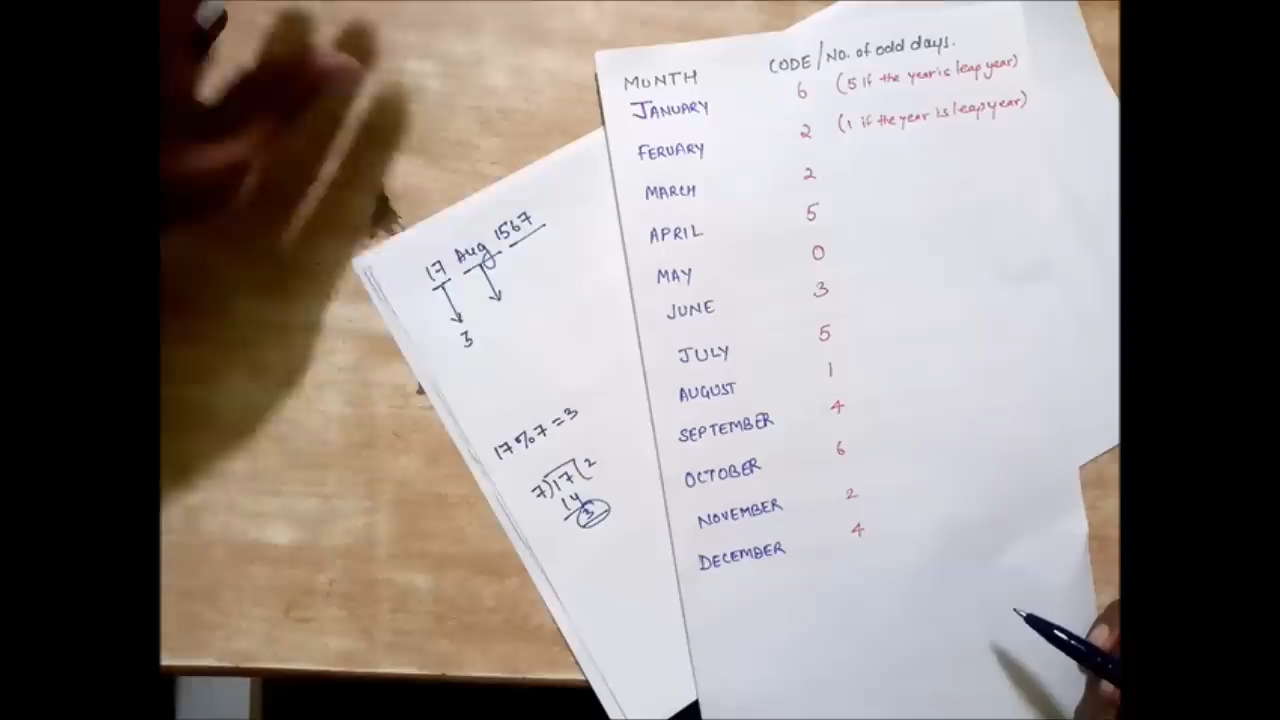 MONTH CODE/No. of odd days.
JANUARY 6 (5 if the year is leap year)
FERUARY 2 (1 if the year is leap year)
MARCH 2
APRIL 5
MAY 0
JUNE 3
JULY 5
AUGUST 1
SEPTEMBER 4
OCTOBER 6
NOVEMBER 2
DECEMBER 4
17 Aug 1567
3
17%7=3
7)17(2
14
3